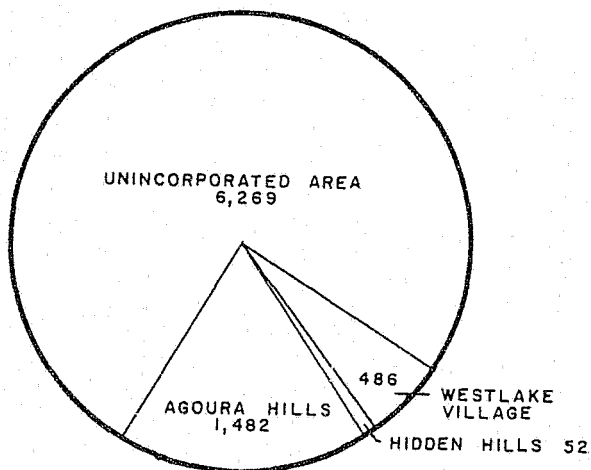 UNINCORPORATED AREA
6,269
486
WESTLAKE
VILLAGE
AGOURA HILLS
1,482
HIDDEN HILLS 52